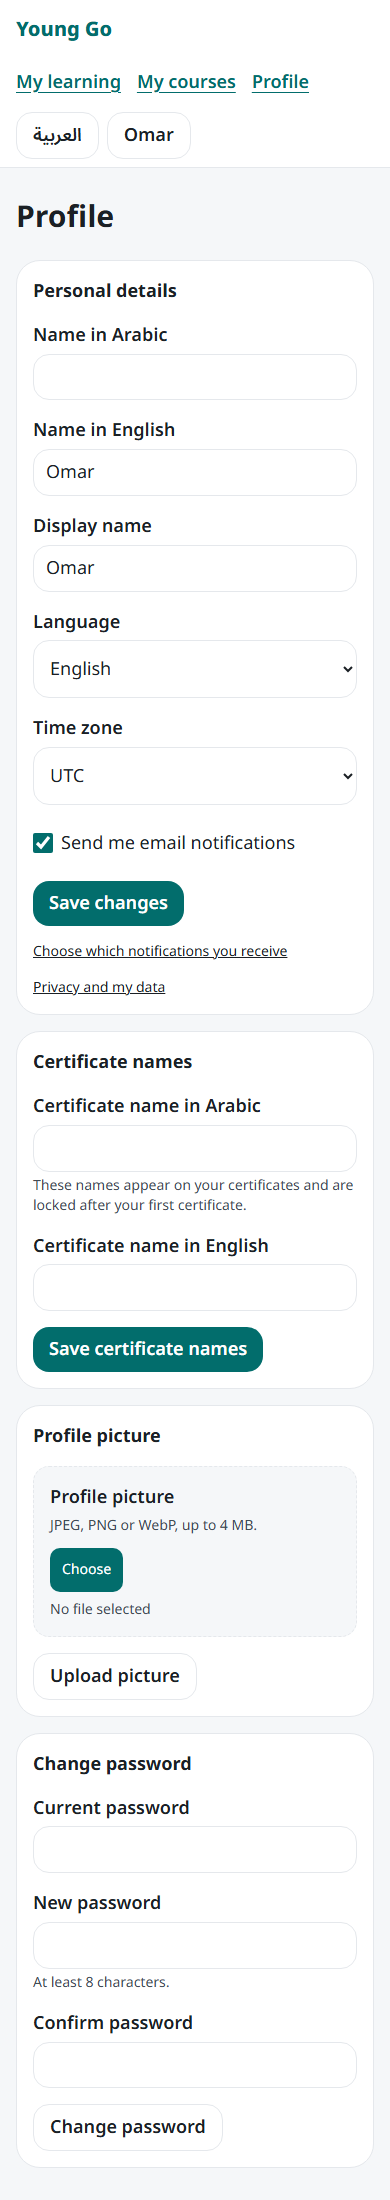 Young Go
My learning My courses Profile
العربية Omar
Profile
Personal details
Name in Arabic
Name in English
Omar
Display name
Omar
Language
English
Time zone
UTC
Send me email notifications
Save changes
Choose which notifications you receive
Privacy and my data
Certificate names
Certificate name in Arabic
These names appear on your certificates and are
locked after your first certificate.
Certificate name in English
Save certificate names
Profile picture
Profile picture
JPEG, PNG or WebP, up to 4 MB.
Choose
No file selected
Upload picture
Change password
Current password
New password
At least 8 characters.
Confirm password
Change password